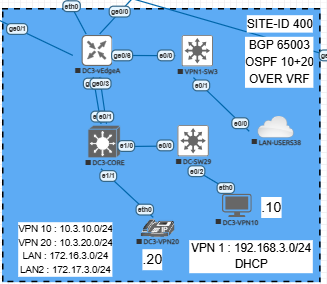 eth0
ge0/0
ge0/1
SITE-ID 400
BGP 65003
OSPF 10+20
OVER VRF
ge0/6
e0/0
DC3-vEdgeA
VPN1-SW3
ge0/3
e0/1
e0/0
e0/1
LAN-USERS38
e1/0
e0/0
DC3-CORE
DC-SW29
e1/1
e0/2
eth0
.10
eth0
DC3-VPN10
VPN 10 : 10.3.10.0/24
VPN 20 : 10.3.20.0/24
LAN : 172.16.3.0/24
LAN2 : 172.17.3.0/24
DC3-VPN20
.20
VPN 1 : 192.168.3.0/24
DHCP